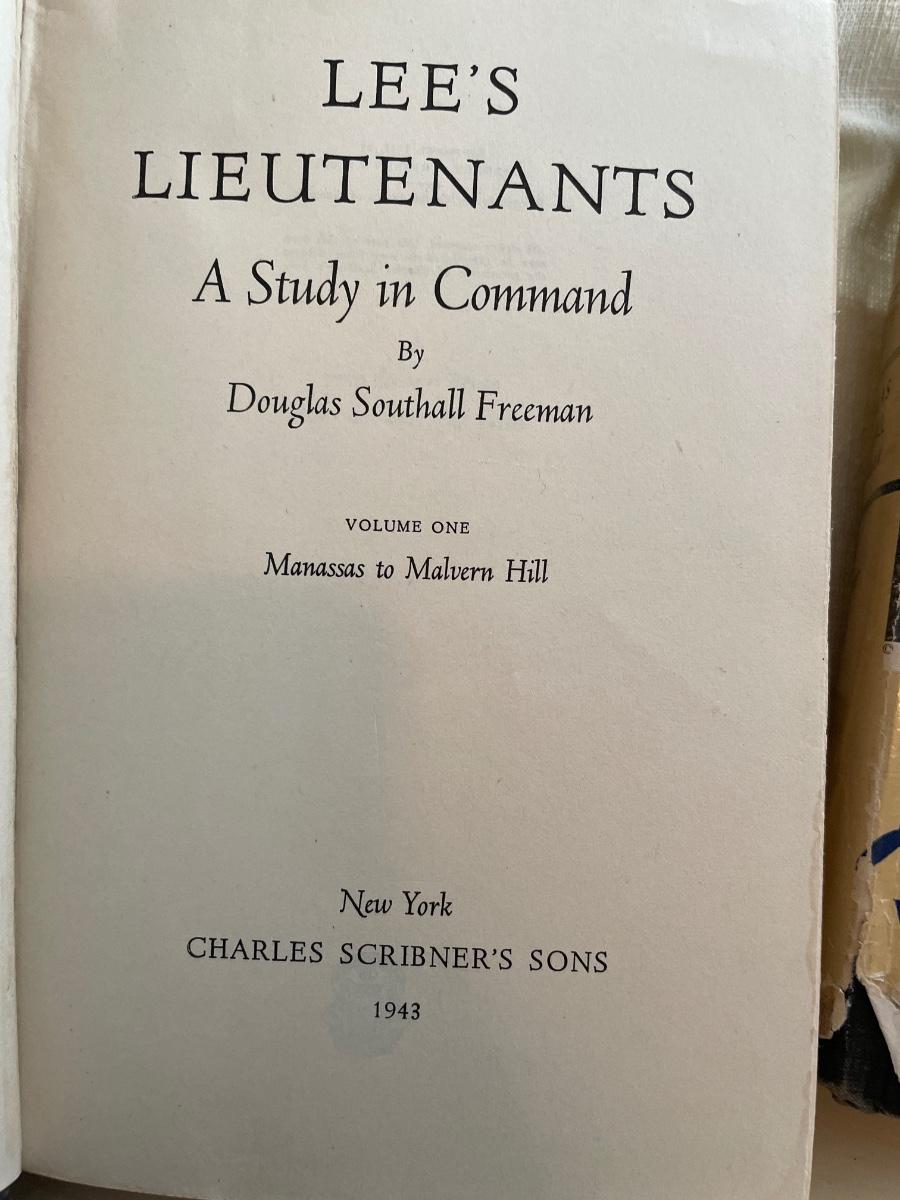 LEE'S
LIEUTENANTS
A Study in Command
By
Douglas Southall Freeman
VOLUME ONE
Manassas to Malvern Hill
New York
CHARLES SCRIBNER'S SONS
1943
©